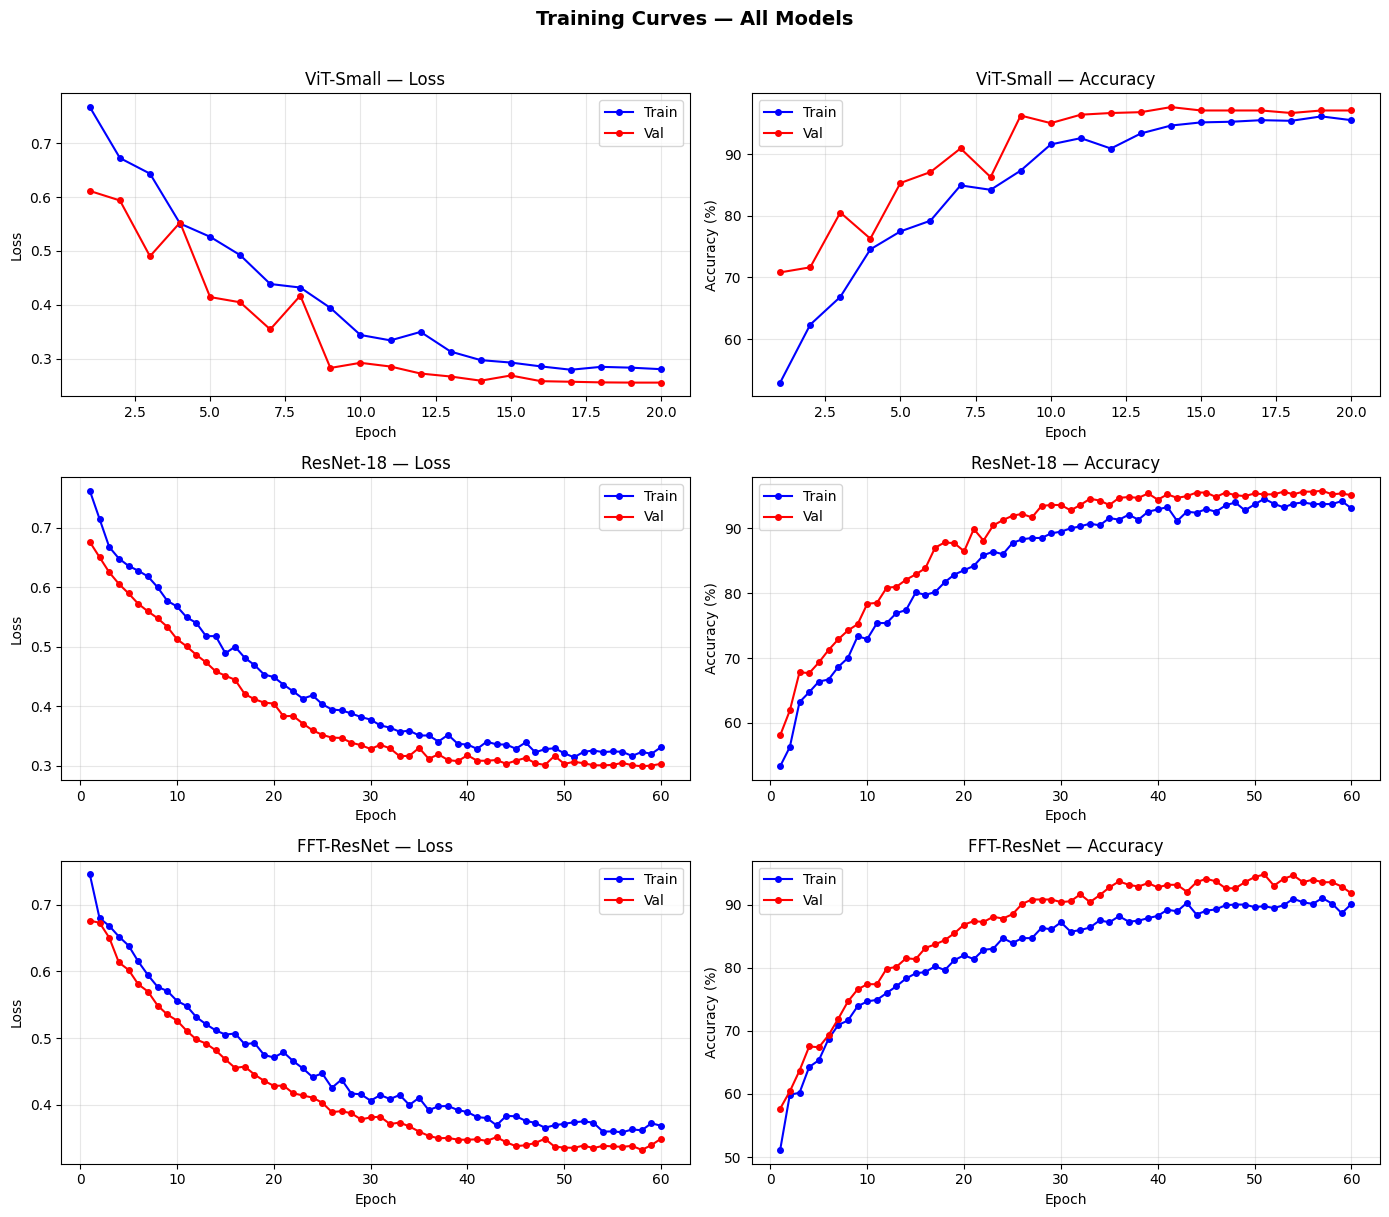 Training Curves — All Models
ViT-Small — Loss
Train
Val
0.7
0.6
0.5
0.4
0.3
Loss
2.5 5.0 7.5 10.0 12.5 15.0 17.5 20.0
Epoch
ViT-Small — Accuracy
Train
Val
90
80
70
60
Accuracy (%)
2.5 5.0 7.5 10.0 12.5 15.0 17.5 20.0
Epoch
ResNet-18 — Loss
Train
Val
0.7
0.6
0.5
0.4
0.3
Loss
0 10 20 30 40 50 60
Epoch
ResNet-18 — Accuracy
Train
Val
90
80
70
60
Accuracy (%)
0 10 20 30 40 50 60
Epoch
FFT-ResNet — Loss
Train
Val
0.7
0.6
0.5
0.4
Loss
0 10 20 30 40 50 60
Epoch
FFT-ResNet — Accuracy
Train
Val
90
80
70
60
50
Accuracy (%)
0 10 20 30 40 50 60
Epoch